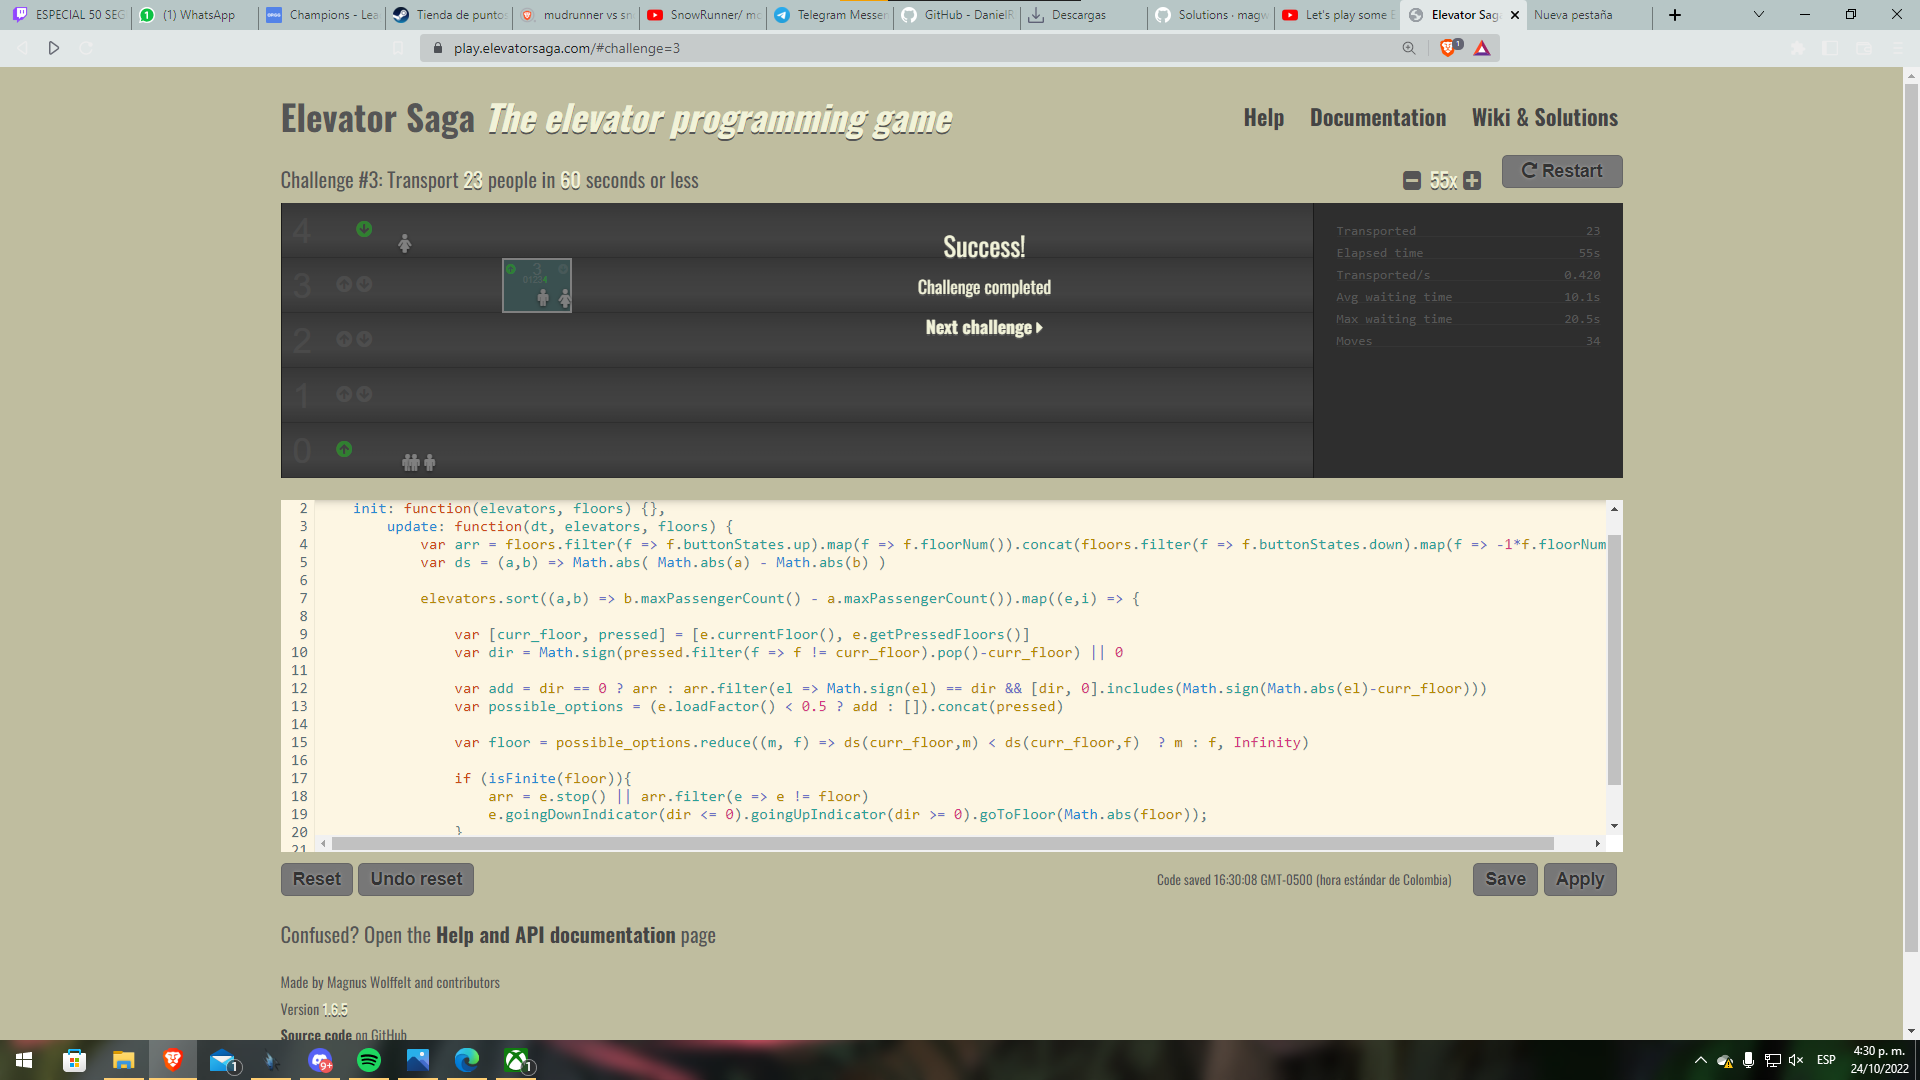 ESPECIAL 50 SEG
(1) WhatsApp
Champions - Lea
Tienda de puntos
mudrunner vs sn
SnowRunner/ mo
Telegram Messer
GitHub - DanielR
Descargas
Solutions · magw
Let's play some E
Elevator Saga
Nueva pestaña
play.elevatorsaga.com/#challenge=3
1
Elevator Saga The elevator programming game
Help Documentation Wiki & Solutions
Challenge #3: Transport 23 people in 60 seconds or less
55x
Restart
4
3
2
1
0
3
01234
Success!
Challenge completed
Next challenge
Transported 23
Elapsed time 55s
Transported/s 0.420
Avg waiting time 10.1s
Max waiting time 20.5s
Moves 34
2 init: function(elevators, floors) {},
3 update: function(dt, elevators, floors) {
4 var arr = floors.filter(f => f.buttonStates.up).map(f => f.floorNum()).concat(floors.filter(f => f.buttonStates.down).map(f => -1*f.floorNum
5 var ds = (a,b) => Math.abs( Math.abs(a) - Math.abs(b) )
6
7 elevators.sort((a,b) => b.maxPassengerCount() - a.maxPassengerCount()).map((e,i) => {
8
9 var [curr_floor, pressed] = [e.currentFloor(), e.getPressedFloors()]
10 var dir = Math.sign(pressed.filter(f => f != curr_floor).pop()-curr_floor) || 0
11
12 var add = dir == 0 ? arr : arr.filter(el => Math.sign(el) == dir && [dir, 0].includes(Math.sign(Math.abs(el)-curr_floor)))
13 var possible_options = (e.loadFactor() < 0.5 ? add : []).concat(pressed)
14
15 var floor = possible_options.reduce((m, f) => ds(curr_floor,m) < ds(curr_floor,f)  ? m : f, Infinity)
16
17 if (isFinite(floor)){
18 arr = e.stop() || arr.filter(e => e != floor)
19 e.goingDownIndicator(dir <= 0).goingUpIndicator(dir >= 0).goToFloor(Math.abs(floor));
20 }
21
Reset Undo reset
Code saved 16:30:08 GMT-0500 (hora estándar de Colombia)
Save Apply
Confused? Open the Help and API documentation page
Made by Magnus Wolffelt and contributors
Version 1.6.5
Source code on GitHub
1
9+
1
ESP
4:30 p. m.
24/10/2022